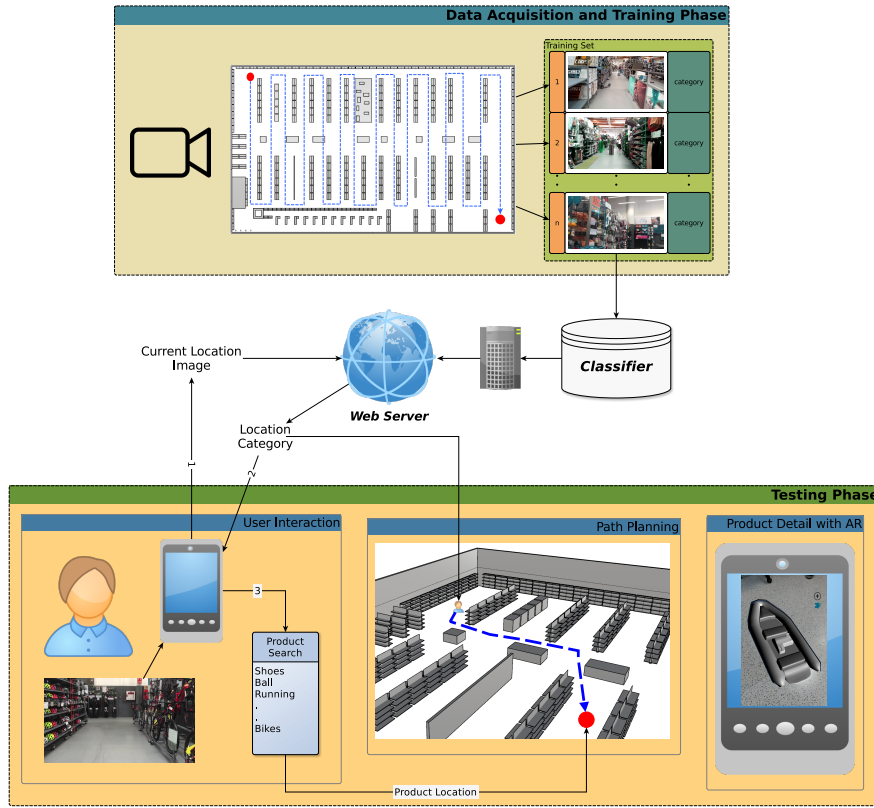 Data Acquisition and Training Phase
Training Set
1
category
2
category
. . .
. . .
n
category
Current Location
Image
Classifier
Web Server
Location
Category
1
2
Testing Phase
User Interaction
Path Planning
Product Detail with AR
3
Product
Search
Shoes
Ball
Running
.
.
Bikes
Product Location